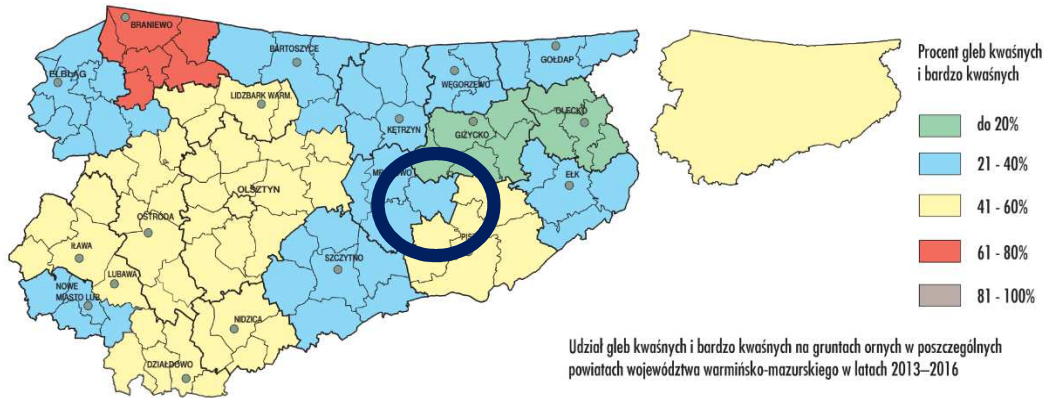 BRANIEWO
ELBLĄG
BARTOSZYCE
GOŁDAP
WĘGORZEWO
LIDZBARK WARM.
KĘTRZYN
GIŻYCKO
OLECKO
OLSZTYN
EŁK
OSTRÓDA
IŁAWA
SZCZYTNO
LUBAWA
NOWE
MIASTO LUB.
NIDZICA
DZIAŁDOWO
Procent gleb kwaśnych
i bardzo kwaśnych
do 20%
21 - 40%
41 - 60%
61 - 80%
81 - 100%
Udział gleb kwaśnych i bardzo kwaśnych na gruntach ornych w poszczególnych
powiatach województwa warmińsko-mazurskiego w latach 2013–2016